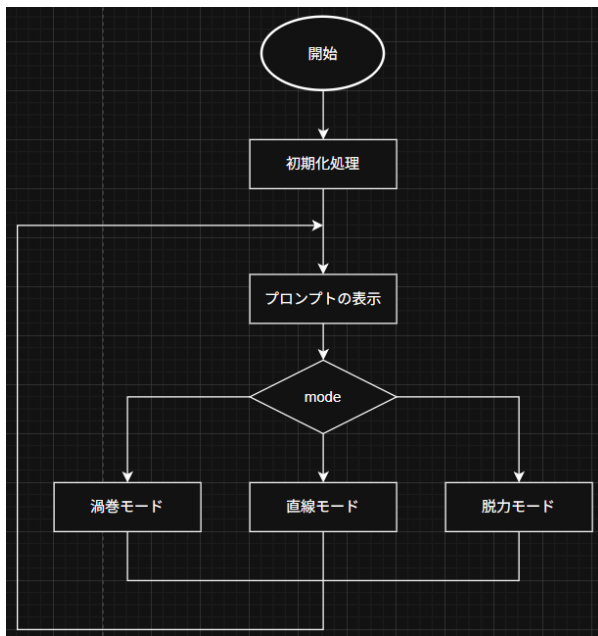 開始
初期化処理
プロンプトの表示
mode
渦巻モード
直線モード
脱力モード